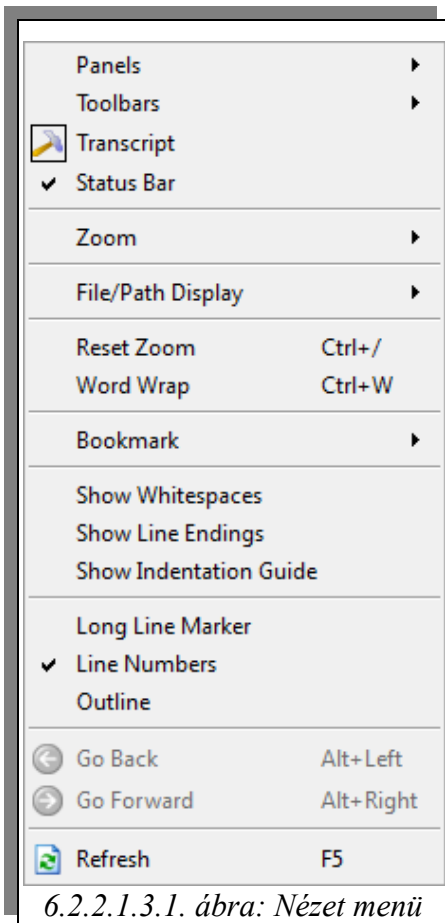 Panels
Toolbars
Transcript
Status Bar
Zoom
File/Path Display
Reset Zoom Ctrl+/
Word Wrap Ctrl+W
Bookmark
Show Whitespaces
Show Line Endings
Show Indentation Guide
Long Line Marker
Line Numbers
Outline
Go Back Alt+Left
Go Forward Alt+Right
Refresh F5
6.2.2.1.3.1. ábra: Nézet menü